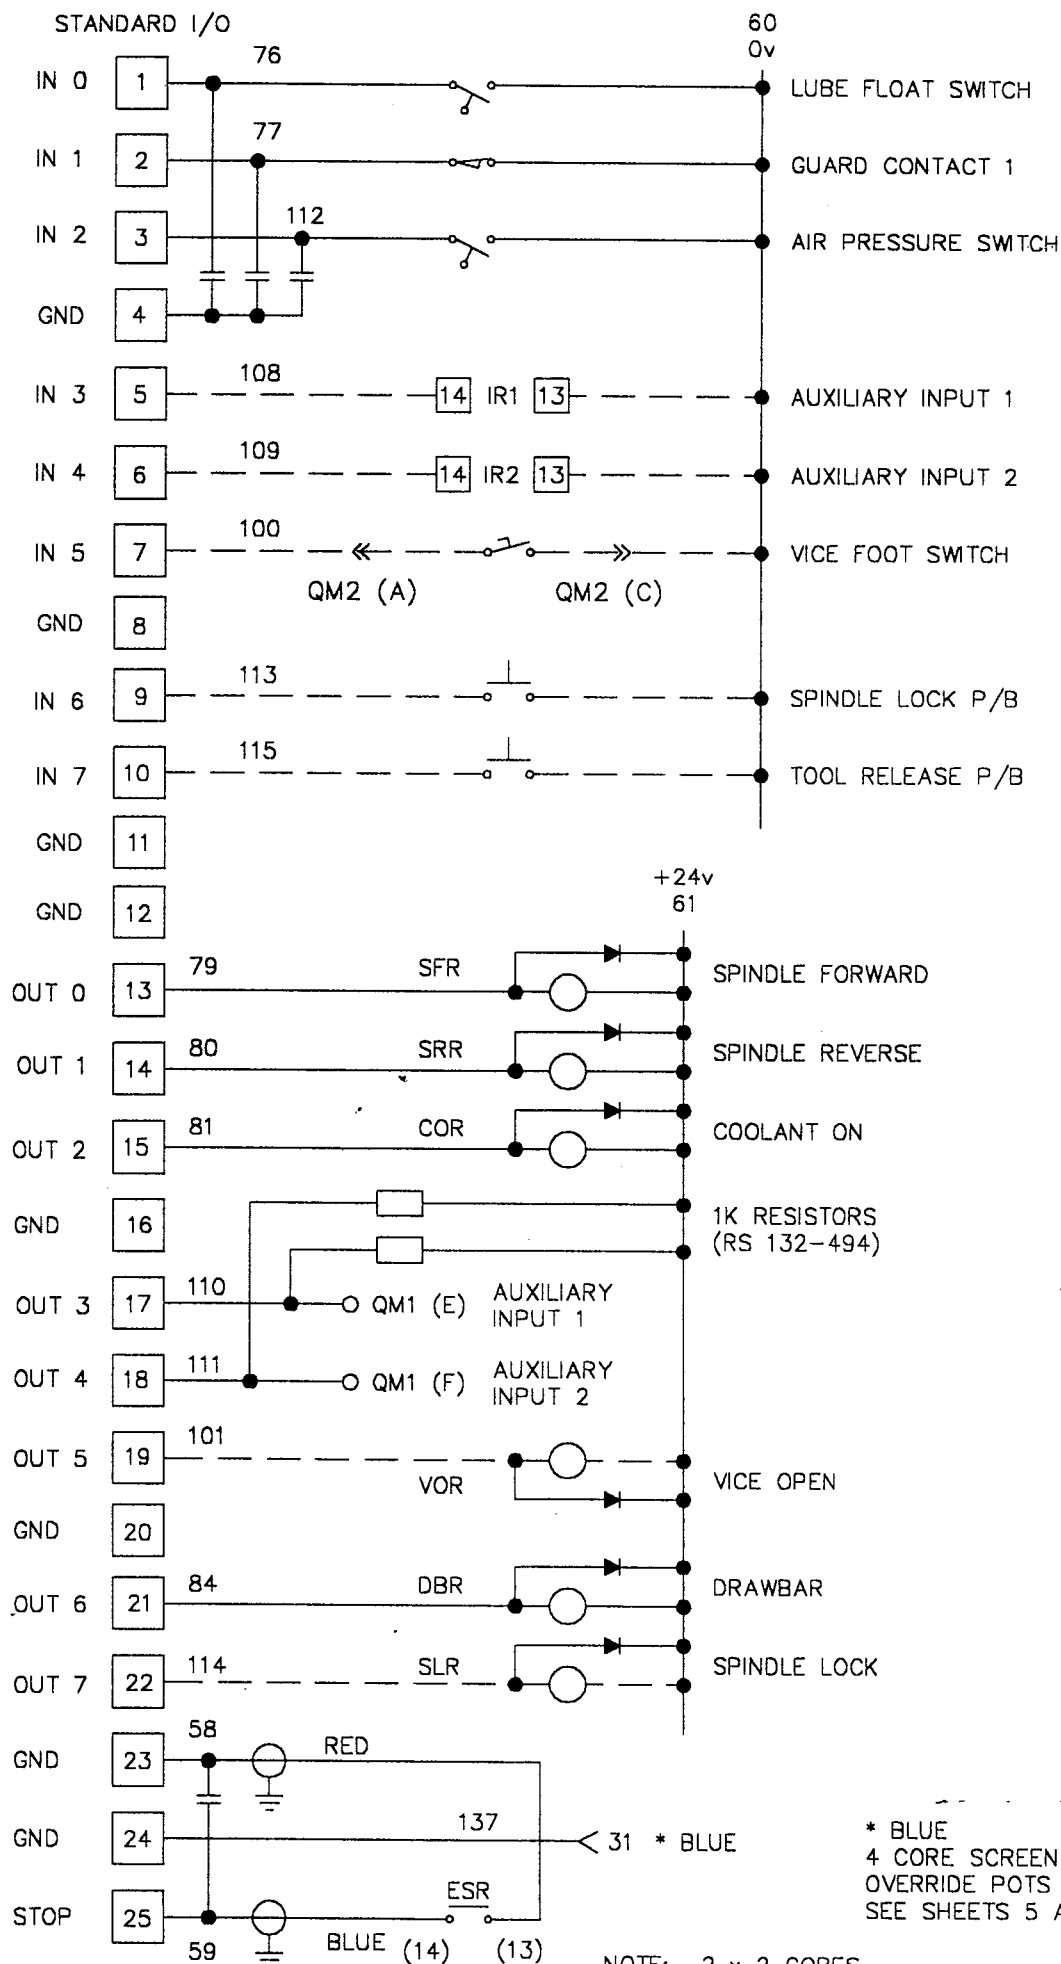 STANDARD I/O
60
0v
IN 0 1 76 LUBE FLOAT SWITCH
IN 1 2 77 GUARD CONTACT 1
IN 2 3 112 AIR PRESSURE SWITCH
GND 4
IN 3 5 108 14 IR1 13 AUXILIARY INPUT 1
IN 4 6 109 14 IR2 13 AUXILIARY INPUT 2
IN 5 7 100 VICE FOOT SWITCH
QM2 (A) QM2 (C)
GND 8
IN 6 9 113 SPINDLE LOCK P/B
IN 7 10 115 TOOL RELEASE P/B
GND 11
GND 12
+24v
61
OUT 0 13 79 SFR SPINDLE FORWARD
OUT 1 14 80 SRR SPINDLE REVERSE
OUT 2 15 81 COR COOLANT ON
GND 16 1K RESISTORS
(RS 132-494)
OUT 3 17 110 QM1 (E) AUXILIARY
INPUT 1
OUT 4 18 111 QM1 (F) AUXILIARY
INPUT 2
OUT 5 19 101
VOR VICE OPEN
GND 20
OUT 6 21 84 DBR DRAWBAR
OUT 7 22 114 SLR SPINDLE LOCK
GND 23 58 RED
GND 24 137 31 * BLUE
* BLUE
4 CORE SCREEN
OVERRIDE POTS
SEE SHEETS 5 A
STOP 25 ESR
59 BLUE (14) (13)
NOTE: 2 x 2 CORES